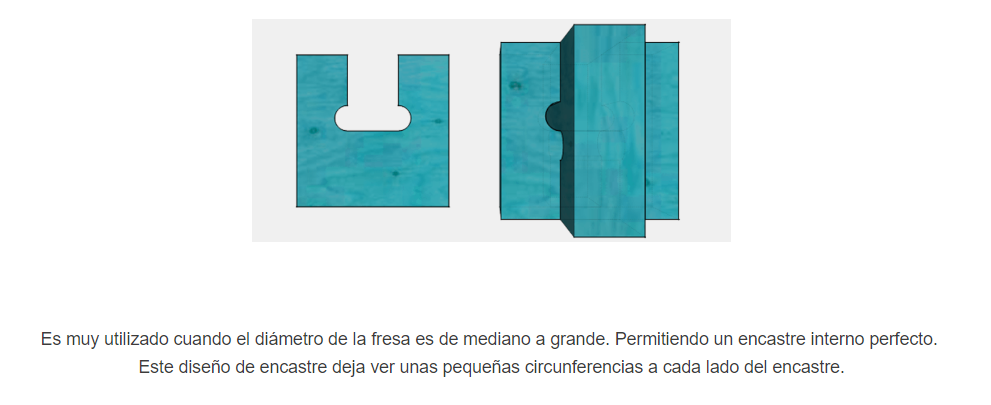 Es muy utilizado cuando el diámetro de la fresa es de mediano a grande. Permitiendo un encastre interno perfecto.
Este diseño de encastre deja ver unas pequeñas circunferencias a cada lado del encastre.